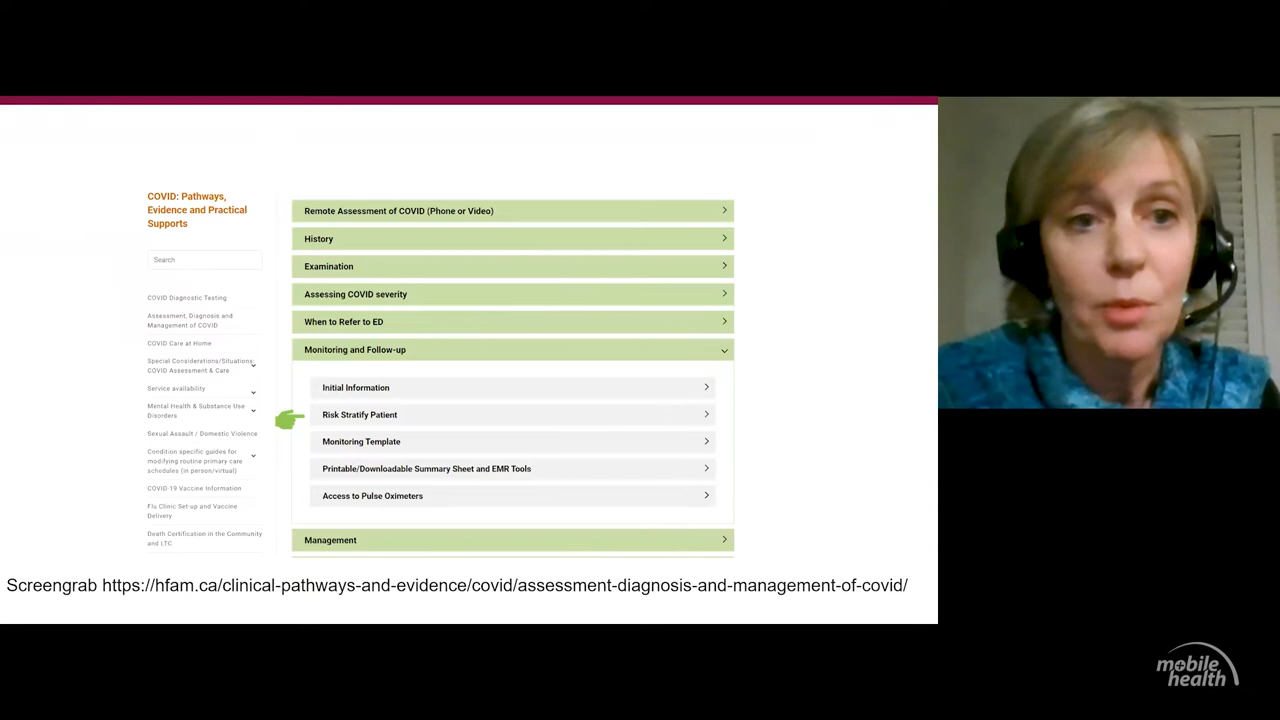 COVID: Pathways,
Evidence and Practical
Supports
Search
COVID Diagnostic Testing
Assessment, Diagnosis and
Management of COVID
COVID Care at Home
Special Considerations/Situations:
COVID Assessment & Care
Service availability
Mental Health & Substance Use
Disorders
Sexual Assault / Domestic Violence
Condition specific guides for
modifying routine primary care
schedules (in person/virtual)
COVID-19 Vaccine Information
Flu Clinic Set-up and Vaccine
Delivery
Death Certification in the Community
and LTC
Remote Assessment of COVID (Phone or Video)
History
Examination
Assessing COVID severity
When to Refer to ED
Monitoring and Follow-up
Initial Information
Risk Stratify Patient
Monitoring Template
Printable/Downloadable Summary Sheet and EMR Tools
Access to Pulse Oximeters
Management
Screengrab https://hfam.ca/clinical-pathways-and-evidence/covid/assessment-diagnosis-and-management-of-covid/
mobile
health